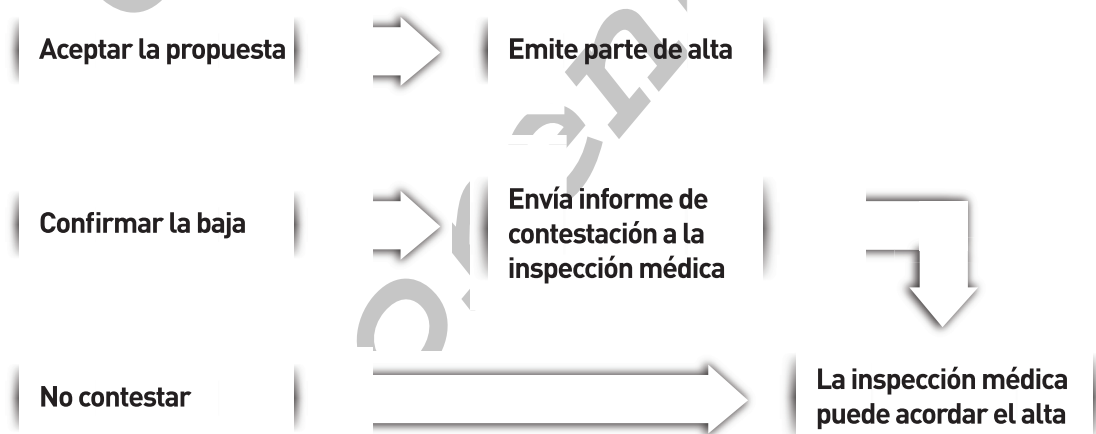 Aceptar la propuesta
Emite parte de alta
Confirmar la baja
Envía informe de
contestación a la
inspección médica
No contestar
La inspección médica
puede acordar el alta